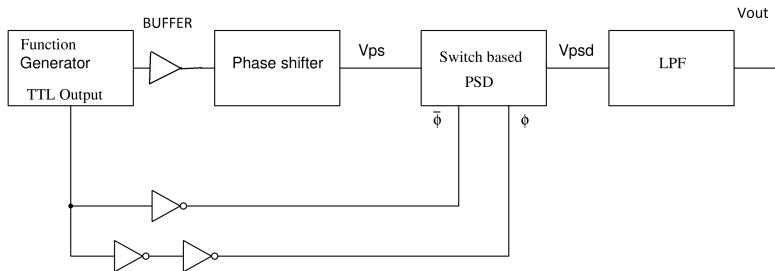 Vout
BUFFER
Function
Generator
TTL Output
Phase shifter
Vps
Switch based
PSD
Vpsd
LPF
ϕ̅
ϕ